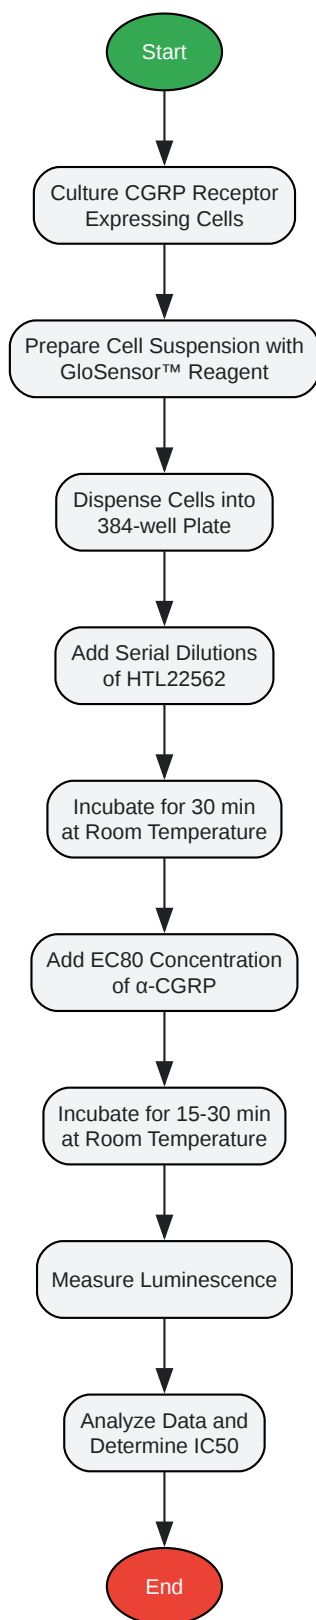 Start
Culture CGRP Receptor
Expressing Cells
Prepare Cell Suspension with
GloSensor™ Reagent
Dispense Cells into
384-well Plate
Add Serial Dilutions
of HTL22562
Incubate for 30 min
at Room Temperature
Add EC80 Concentration
of α-CGRP
Incubate for 15-30 min
at Room Temperature
Measure Luminescence
Analyze Data and
Determine IC50
End